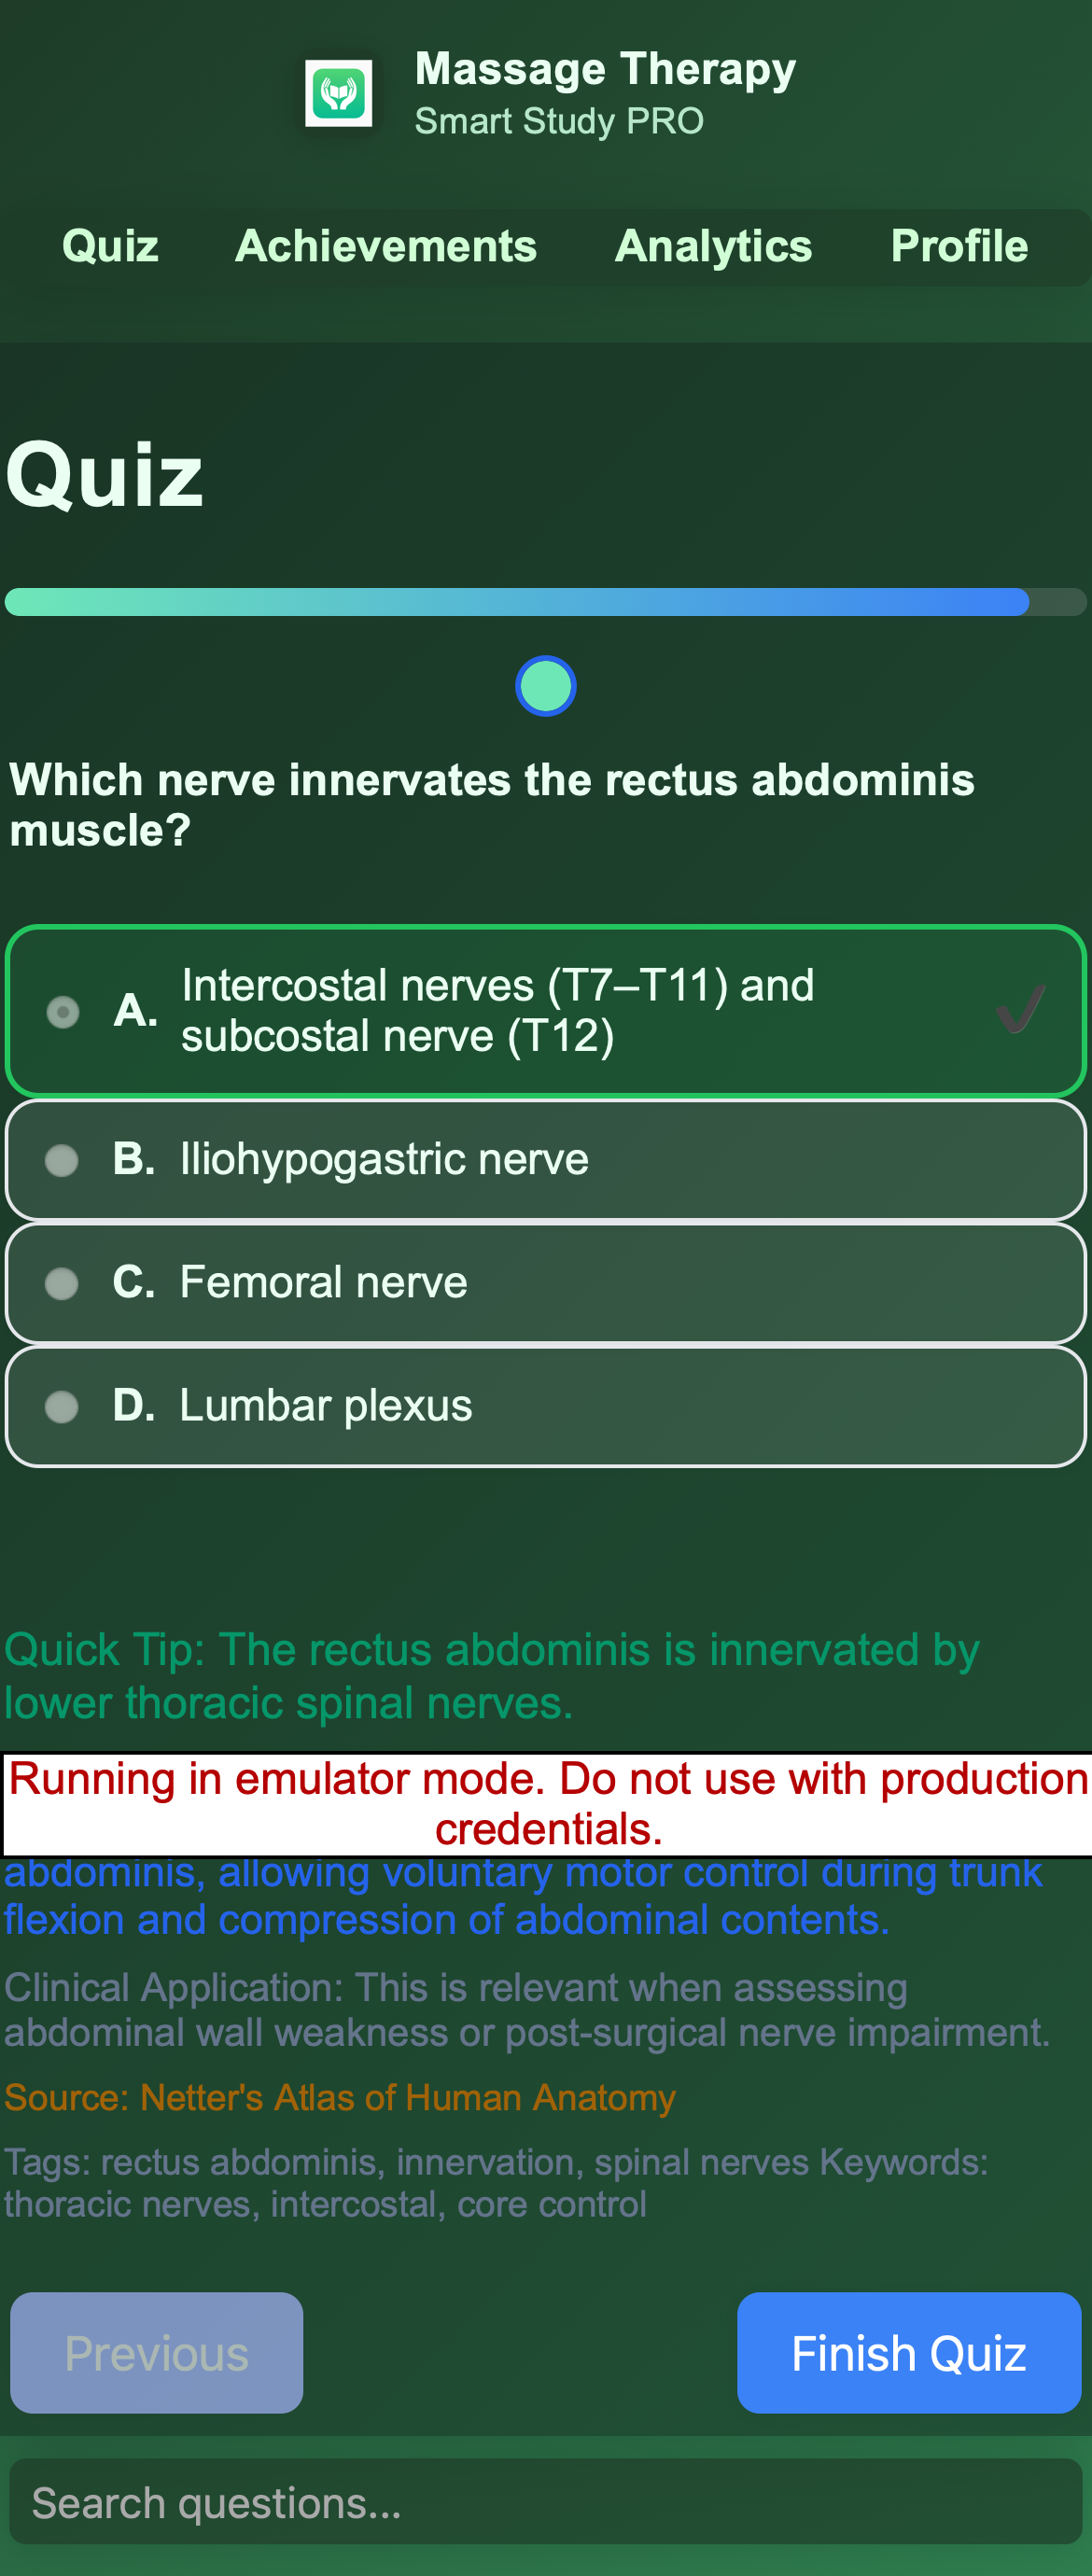 Massage Therapy
Smart Study PRO
Quiz Achievements Analytics Profile
Quiz
Which nerve innervates the rectus abdominis
muscle?
A. Intercostal nerves (T7–T11) and
subcostal nerve (T12)
B. Iliohypogastric nerve
C. Femoral nerve
D. Lumbar plexus
Quick Tip: The rectus abdominis is innervated by
lower thoracic spinal nerves.
Running in emulator mode. Do not use with production
credentials.
abdominis, allowing voluntary motor control during trunk
flexion and compression of abdominal contents.
Clinical Application: This is relevant when assessing
abdominal wall weakness or post-surgical nerve impairment.
Source: Netter's Atlas of Human Anatomy
Tags: rectus abdominis, innervation, spinal nerves Keywords:
thoracic nerves, intercostal, core control
Previous
Finish Quiz
Search questions...